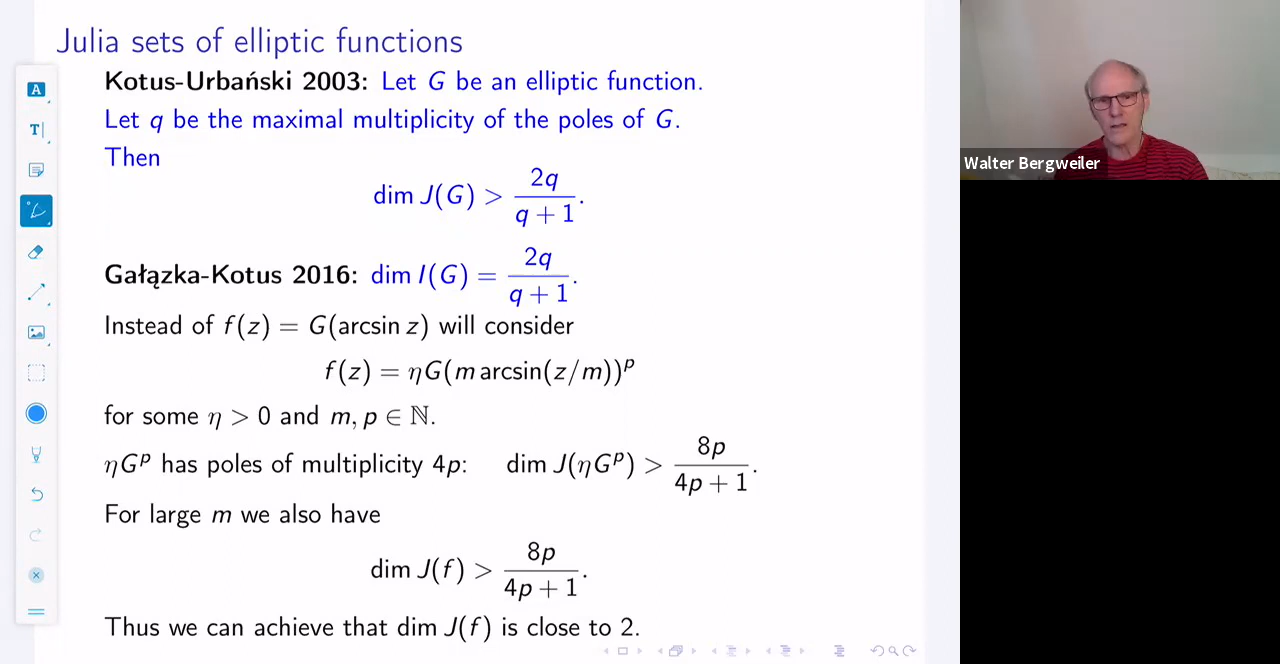 Julia sets of elliptic functions
Kotus-Urbański 2003: Let G be an elliptic function.
Let q be the maximal multiplicity of the poles of G.
Then
dim J(G) > 2q / (q + 1).
Gałązka-Kotus 2016: dim I(G) = 2q / (q + 1).
Instead of f(z) = G(arcsin z) will consider
f(z) = ηG(m arcsin(z/m))^p
for some η > 0 and m, p ∈ ℕ.
ηG^p has poles of multiplicity 4p: dim J(ηG^p) > 8p / (4p + 1).
For large m we also have
dim J(f) > 8p / (4p + 1).
Thus we can achieve that dim J(f) is close to 2.
A
T
Walter Bergweiler